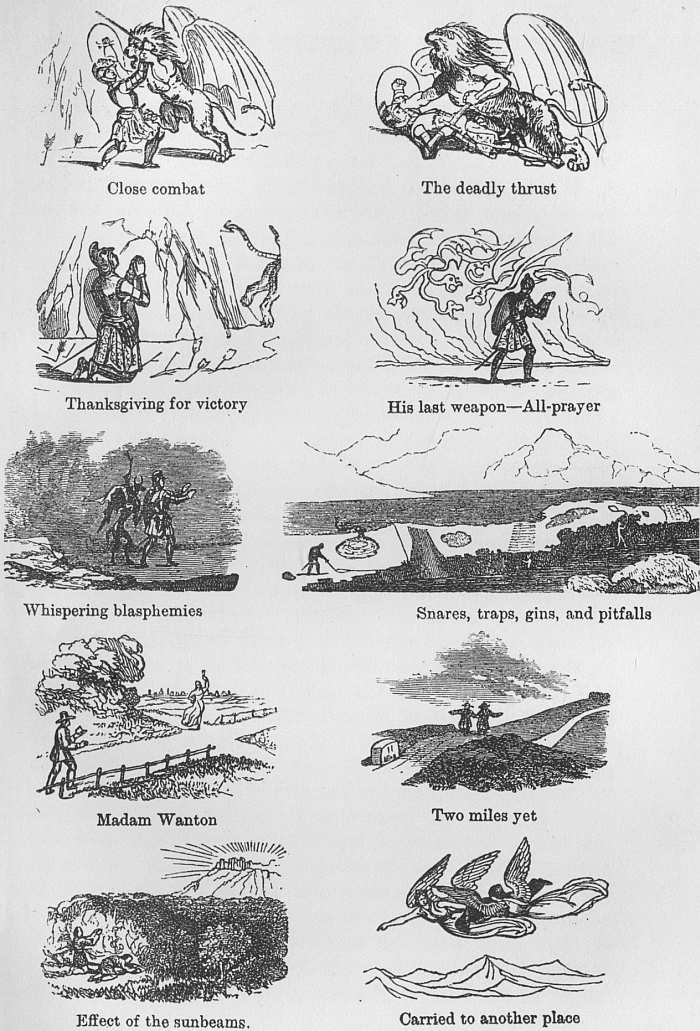 Close combat
The deadly thrust
Thanksgiving for victory
His last weapon—All-prayer
Whispering blasphemies
Snares, traps, gins, and pitfalls
Madam Wanton
Two miles yet
Effect of the sunbeams.
Carried to another place